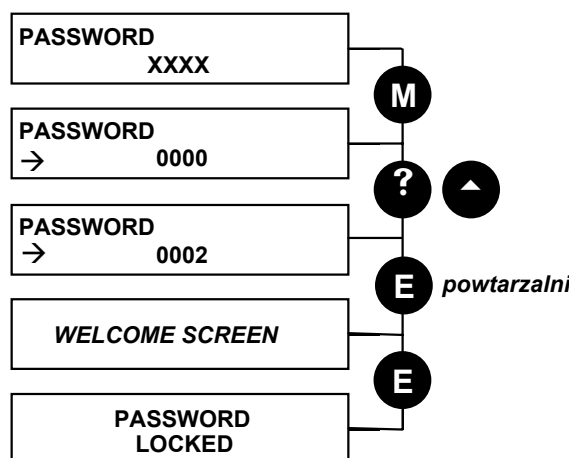 PASSWORD
XXXX
M
PASSWORD
→ 0000
?
PASSWORD
→ 0002
E powtarzalni
WELCOME SCREEN
E
PASSWORD
LOCKED